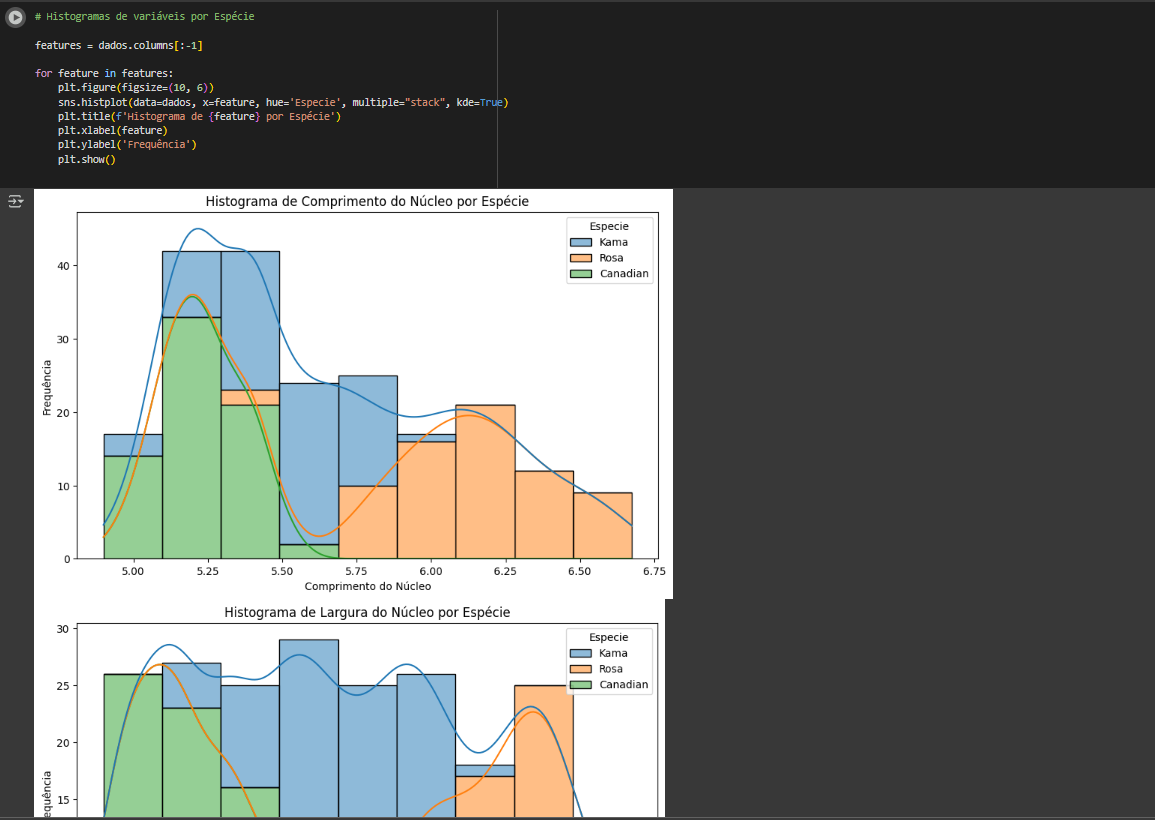 # Histogramas de variáveis por Espécie
features = dados.columns[:-1]
for feature in features:
    plt.figure(figsize=(10, 6))
    sns.histplot(data=dados, x=feature, hue='Especie', multiple="stack", kde=True)
    plt.title(f'Histograma de {feature} por Espécie')
    plt.xlabel(feature)
    plt.ylabel('Frequência')
    plt.show()
Histograma de Comprimento do Núcleo por Espécie
Especie
Kama
Rosa
Canadian
40
30
20
10
0
Frequência
5.00 5.25 5.50 5.75 6.00 6.25 6.50 6.75
Comprimento do Núcleo
Histograma de Largura do Núcleo por Espécie
Especie
Kama
Rosa
Canadian
30
25
20
15
equência